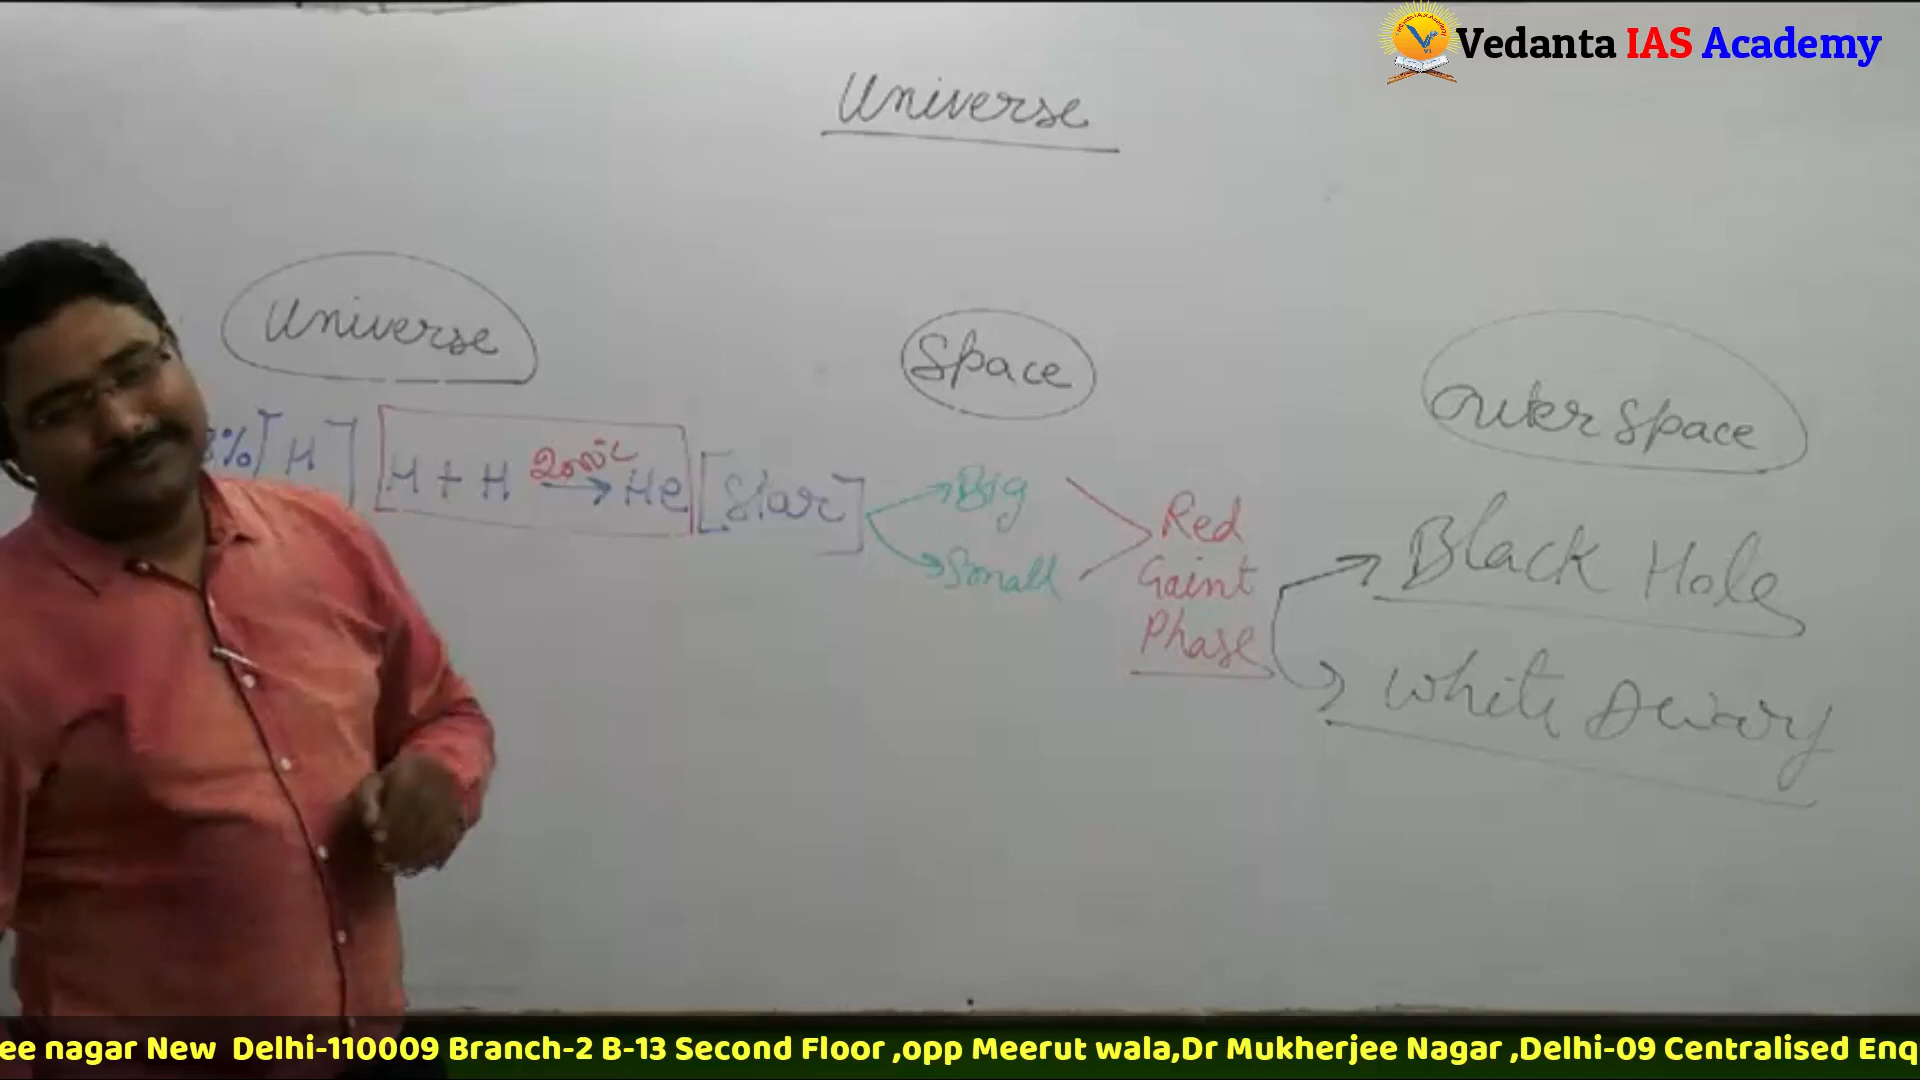 Vedanta IAS Academy
Universe
Universe
Space
outer space
%[H] [H + H → He] [Star]
Big
Small
Red
Gaint
Phase
Black Hole
White
ee nagar New Delhi-110009 Branch-2 B-13 Second Floor ,opp Meerut wala,Dr Mukherjee Nagar ,Delhi-09 Centralised Enq